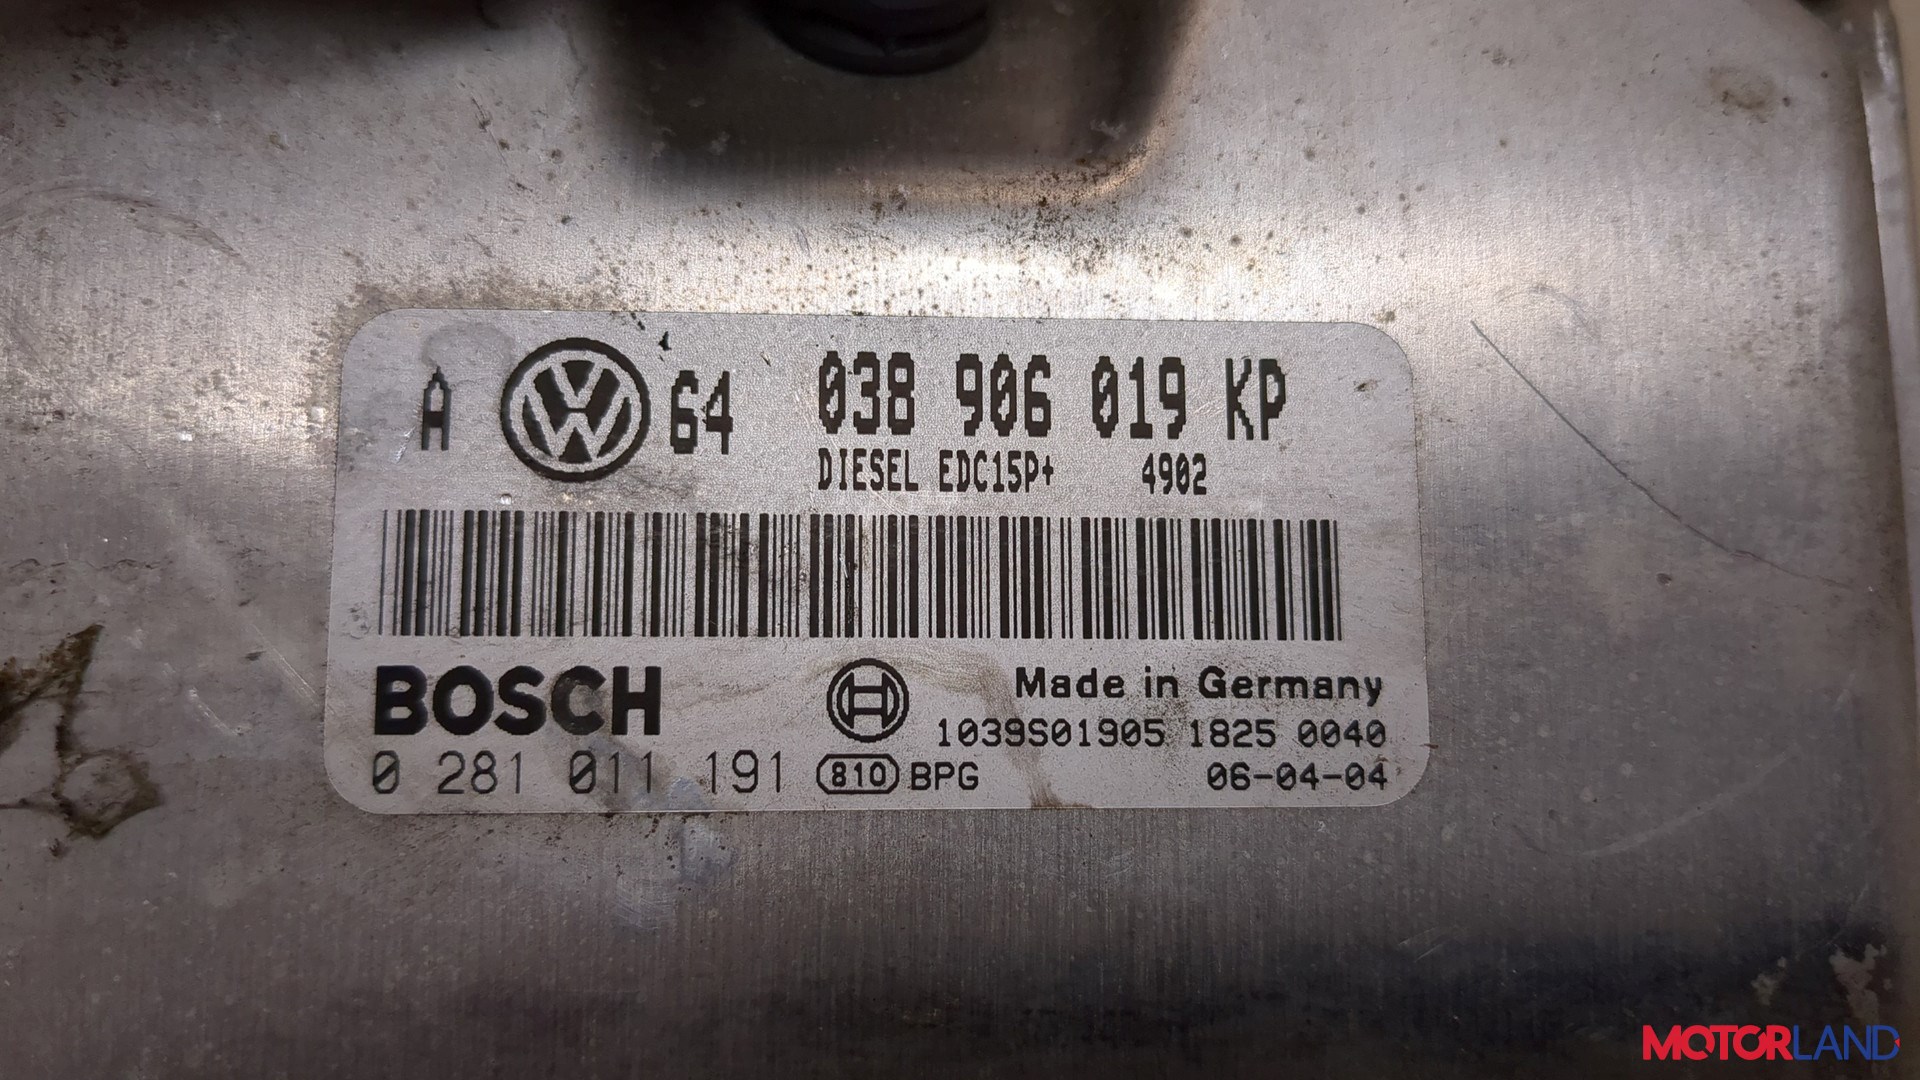 A VW 64 038 906 019 KP
DIESEL EDC15P+ 4902
BOSCH
Made in Germany
1039S01905 1825 0040
0 281 011 191 810 BPG 06-04-04
MOTORLAND